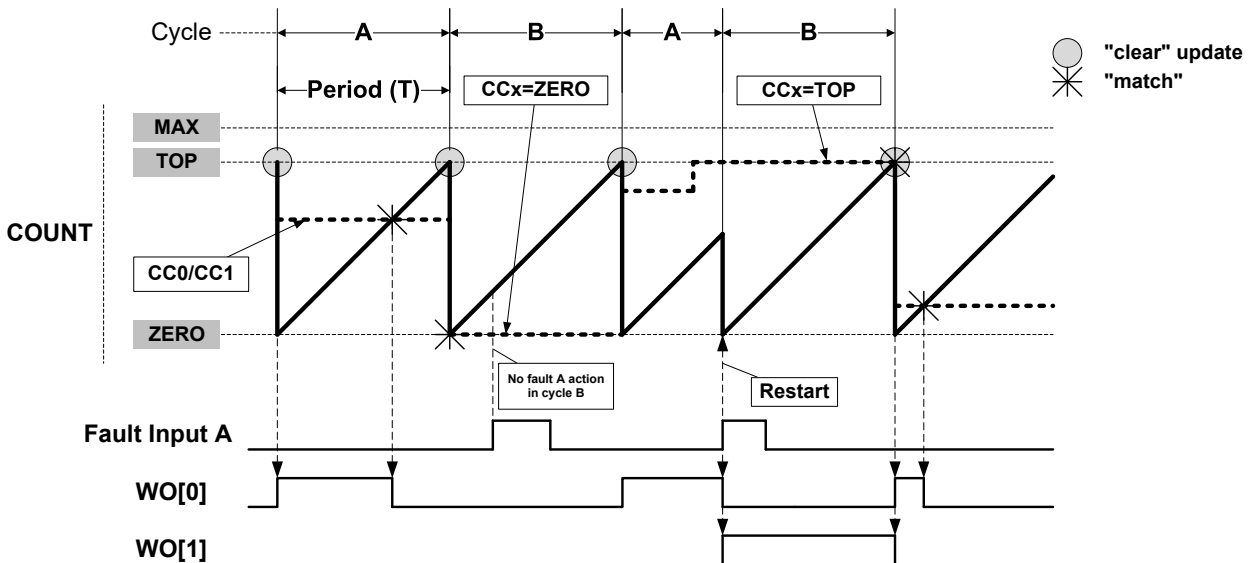 Cycle
A
B
A
B
"clear" update
"match"
Period (T)
CCx=ZERO
CCx=TOP
MAX
TOP
COUNT
CC0/CC1
ZERO
No fault A action
in cycle B
Restart
Fault Input A
WO[0]
WO[1]